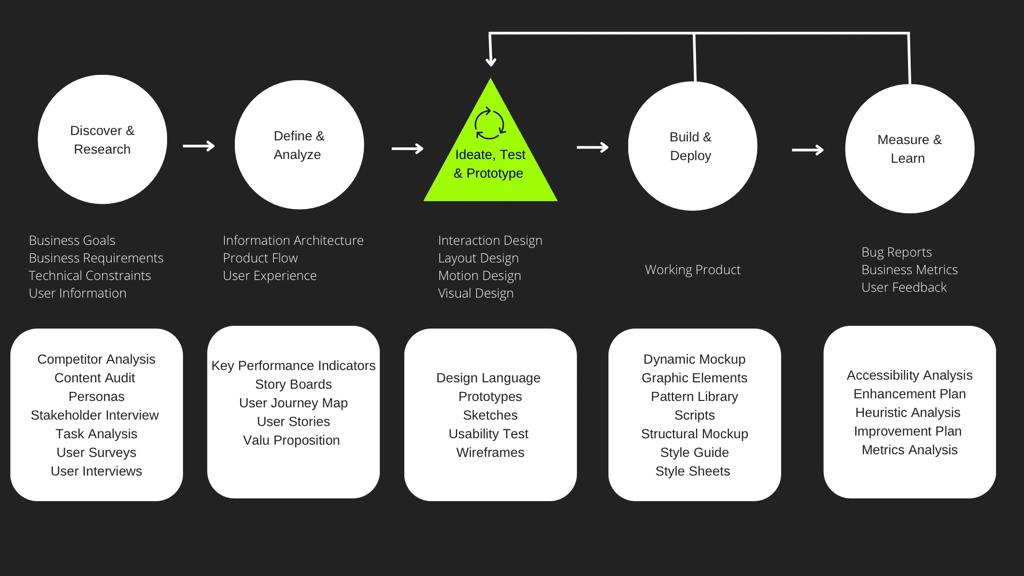 Discover &
Research
Define &
Analyze
Ideate, Test
& Prototype
Build &
Deploy
Measure &
Learn
Business Goals
Business Requirements
Technical Constraints
User Information
Information Architecture
Product Flow
User Experience
Interaction Design
Layout Design
Motion Design
Visual Design
Working Product
Bug Reports
Business Metrics
User Feedback
Competitor Analysis
Content Audit
Personas
Stakeholder Interview
Task Analysis
User Surveys
User Interviews
Key Performance Indicators
Story Boards
User Journey Map
User Stories
Valu Proposition
Design Language
Prototypes
Sketches
Usability Test
Wireframes
Dynamic Mockup
Graphic Elements
Pattern Library
Scripts
Structural Mockup
Style Guide
Style Sheets
Accessibility Analysis
Enhancement Plan
Heuristic Analysis
Improvement Plan
Metrics Analysis